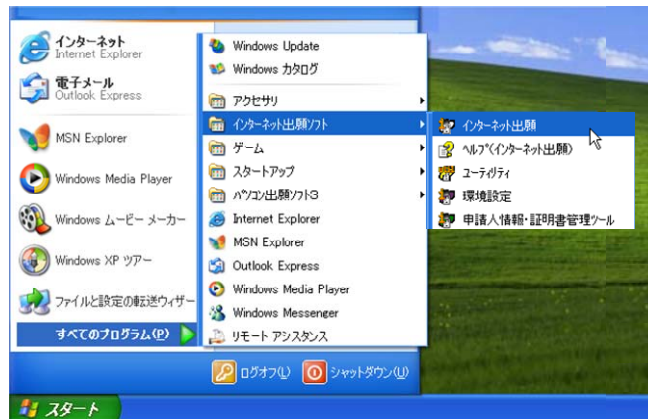 インターネット
Internet Explorer
電子メール
Outlook Express
MSN Explorer
Windows Media Player
Windows ムービー メーカー
Windows XP ツアー
ファイルと設定の転送ウィザー
すべてのプログラム(P)
Windows Update
Windows カタログ
アクセサリ
インターネット出願ソフト
ゲーム
スタートアップ
パソコン出願ソフト3
Internet Explorer
MSN Explorer
Outlook Express
Windows Media Player
Windows Messenger
リモート アシスタンス
インターネット出願
ヘルプ(インターネット出願)
ユーティリティ
環境設定
申請人情報・証明書管理ツール
ログオフ(L)
シャットダウン(U)
スタート